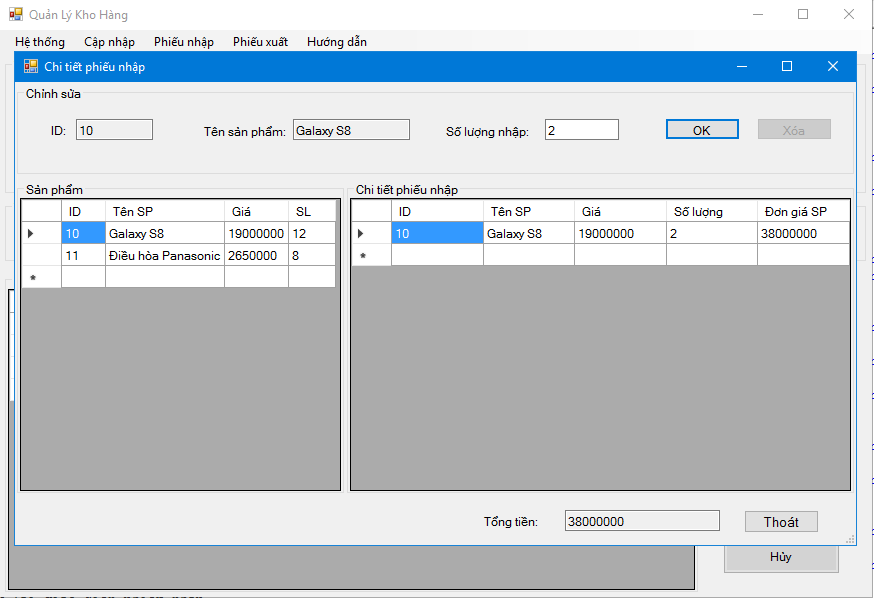 Quản Lý Kho Hàng
Hệ thống Cập nhập Phiếu nhập Phiếu xuất Hướng dẫn
Chi tiết phiếu nhập
Chỉnh sửa
ID: 10 Tên sản phẩm: Galaxy S8 Số lượng nhập: 2 OK Xóa
Sản phẩm
ID Tên SP Giá SL
10 Galaxy S8 19000000 12
11 Điều hòa Panasonic 2650000 8
*
Chi tiết phiếu nhập
ID Tên SP Giá Số lượng Đơn giá SP
10 Galaxy S8 19000000 2 38000000
*
Tổng tiền: 38000000 Thoát
Hủy